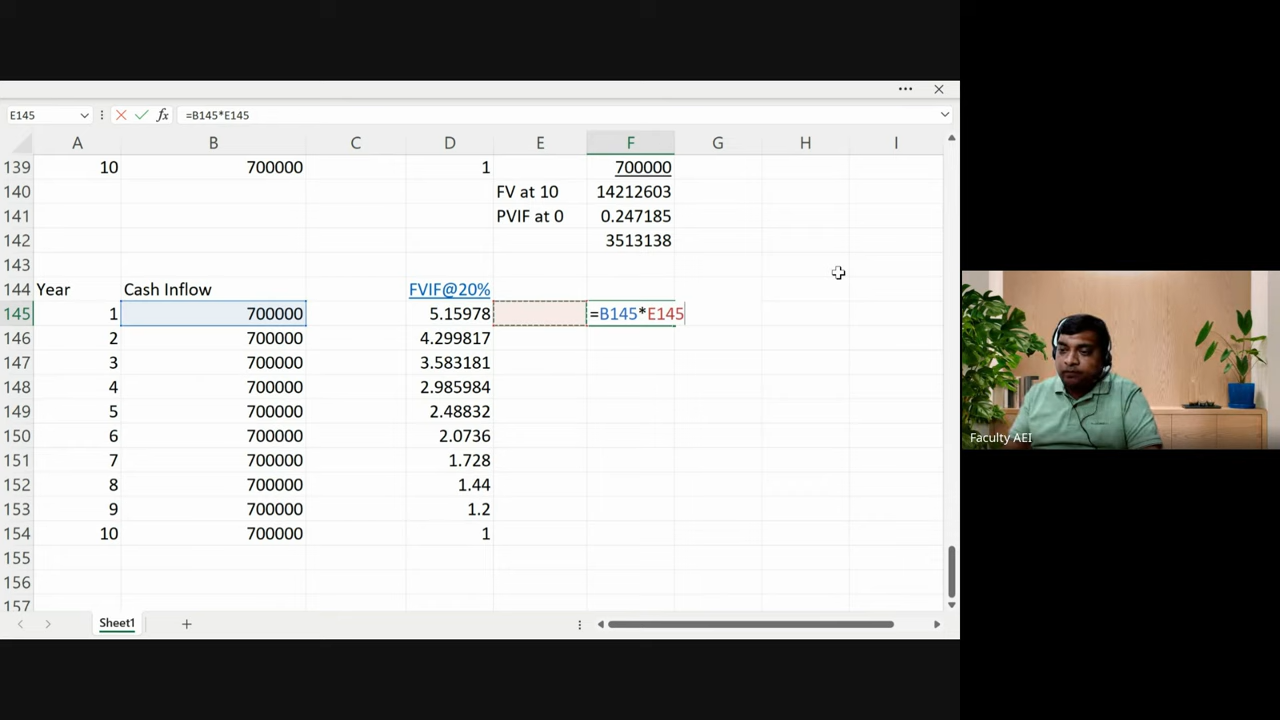 E145 fx =B145*E145
A B C D E F G H I
139 10 700000 1 700000
140 FV at 10 14212603
141 PVIF at 0 0.247185
142 3513138
143
144 Year Cash Inflow FVIF@20%
145 1 700000 5.15978 =B145*E145
146 2 700000 4.299817
147 3 700000 3.583181
148 4 700000 2.985984
149 5 700000 2.48832
150 6 700000 2.0736
151 7 700000 1.728
152 8 700000 1.44
153 9 700000 1.2
154 10 700000 1
155
156
157
Sheet1
Faculty AEI